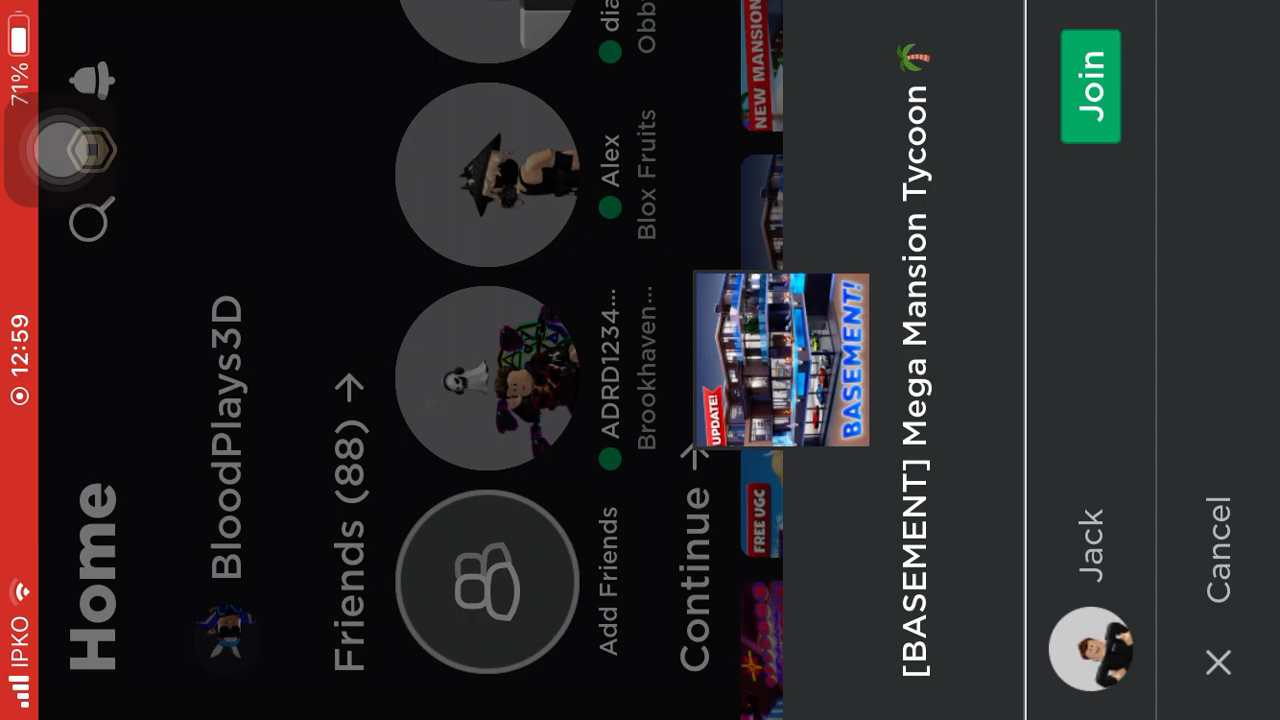 IPKO 12:59 71%
Home
BloodPlays3D
Friends (88)
Add Friends
ADRD1234...
Brookhaven...
Alex
Blox Fruits
dia
Obb
Continue
FREE UGC
UPDATE!
BASEMENT!
NEW MANSION
[BASEMENT] Mega Mansion Tycoon 🌴
Jack
Join
Cancel